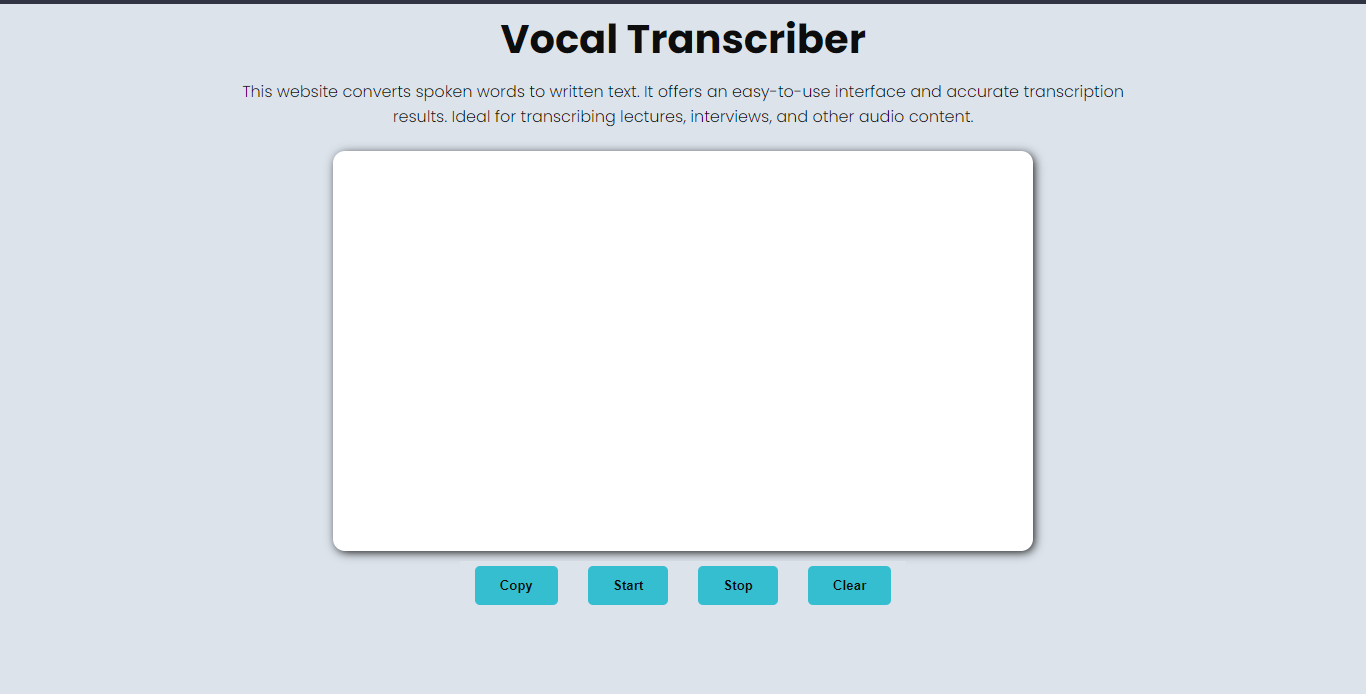 Vocal Transcriber
This website converts spoken words to written text. It offers an easy-to-use interface and accurate transcription
results. Ideal for transcribing lectures, interviews, and other audio content.
Copy Start Stop Clear